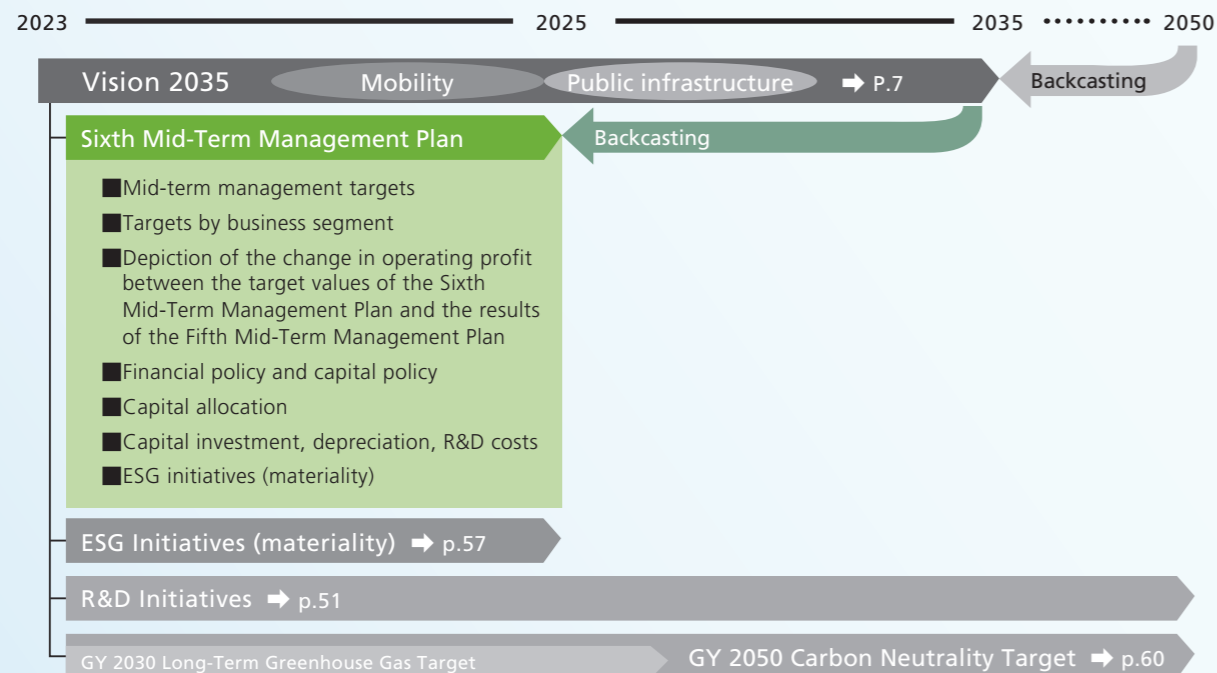 2023 2025 2035 2050
Vision 2035 Mobility Public infrastructure ➡ P.7 Backcasting
Sixth Mid-Term Management Plan Backcasting
■Mid-term management targets
■Targets by business segment
■Depiction of the change in operating profit
between the target values of the Sixth
Mid-Term Management Plan and the results
of the Fifth Mid-Term Management Plan
■Financial policy and capital policy
■Capital allocation
■Capital investment, depreciation, R&D costs
■ESG initiatives (materiality)
ESG Initiatives (materiality) ➡ p.57
R&D Initiatives ➡ p.51
GY 2030 Long-Term Greenhouse Gas Target GY 2050 Carbon Neutrality Target ➡ p.60